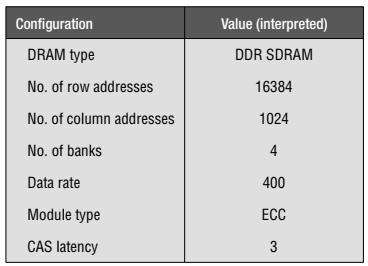 Configuration Value (interpreted)
DRAM type DDR SDRAM
No. of row addresses 16384
No. of column addresses 1024
No. of banks 4
Data rate 400
Module type ECC
CAS latency 3